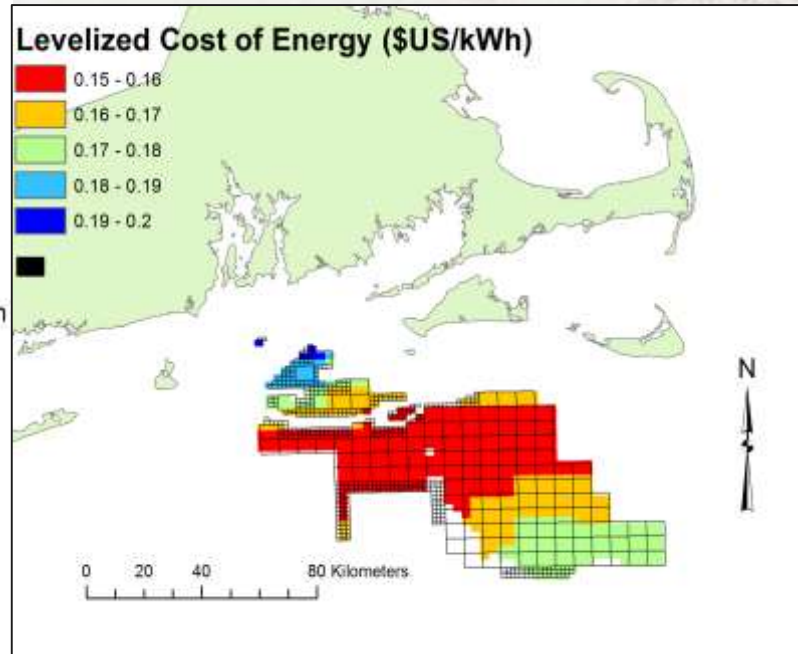 Levelized Cost of Energy ($US/kWh)
0.15 - 0.16
0.16 - 0.17
0.17 - 0.18
0.18 - 0.19
0.19 - 0.2
n
N
0 20 40 80 Kilometers